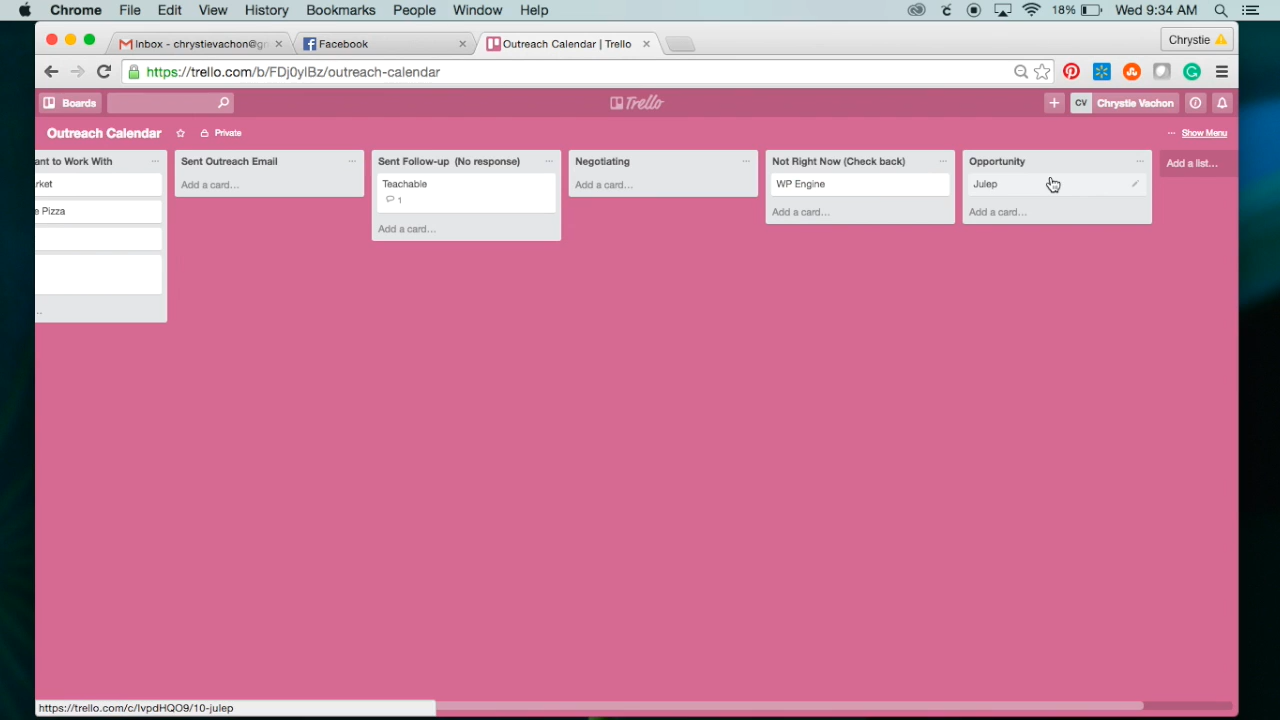 Chrome File Edit View History Bookmarks People Window Help 18% Wed 9:34 AM
Inbox - chrystievachon@g
Facebook
Outreach Calendar | Trello
Chrystie
https://trello.com/b/FDj0ylBz/outreach-calendar
Boards
Trello
CV Chrystie Vachon
Outreach Calendar
Private
... Show Menu
ant to Work With
rket
e Pizza
Sent Outreach Email
Add a card...
Sent Follow-up (No response)
Teachable
1
Add a card...
Negotiating
Add a card...
Not Right Now (Check back)
WP Engine
Add a card...
Opportunity
Julep
Add a card...
Add a list...
https://trello.com/c/IvpdHQO9/10-julep